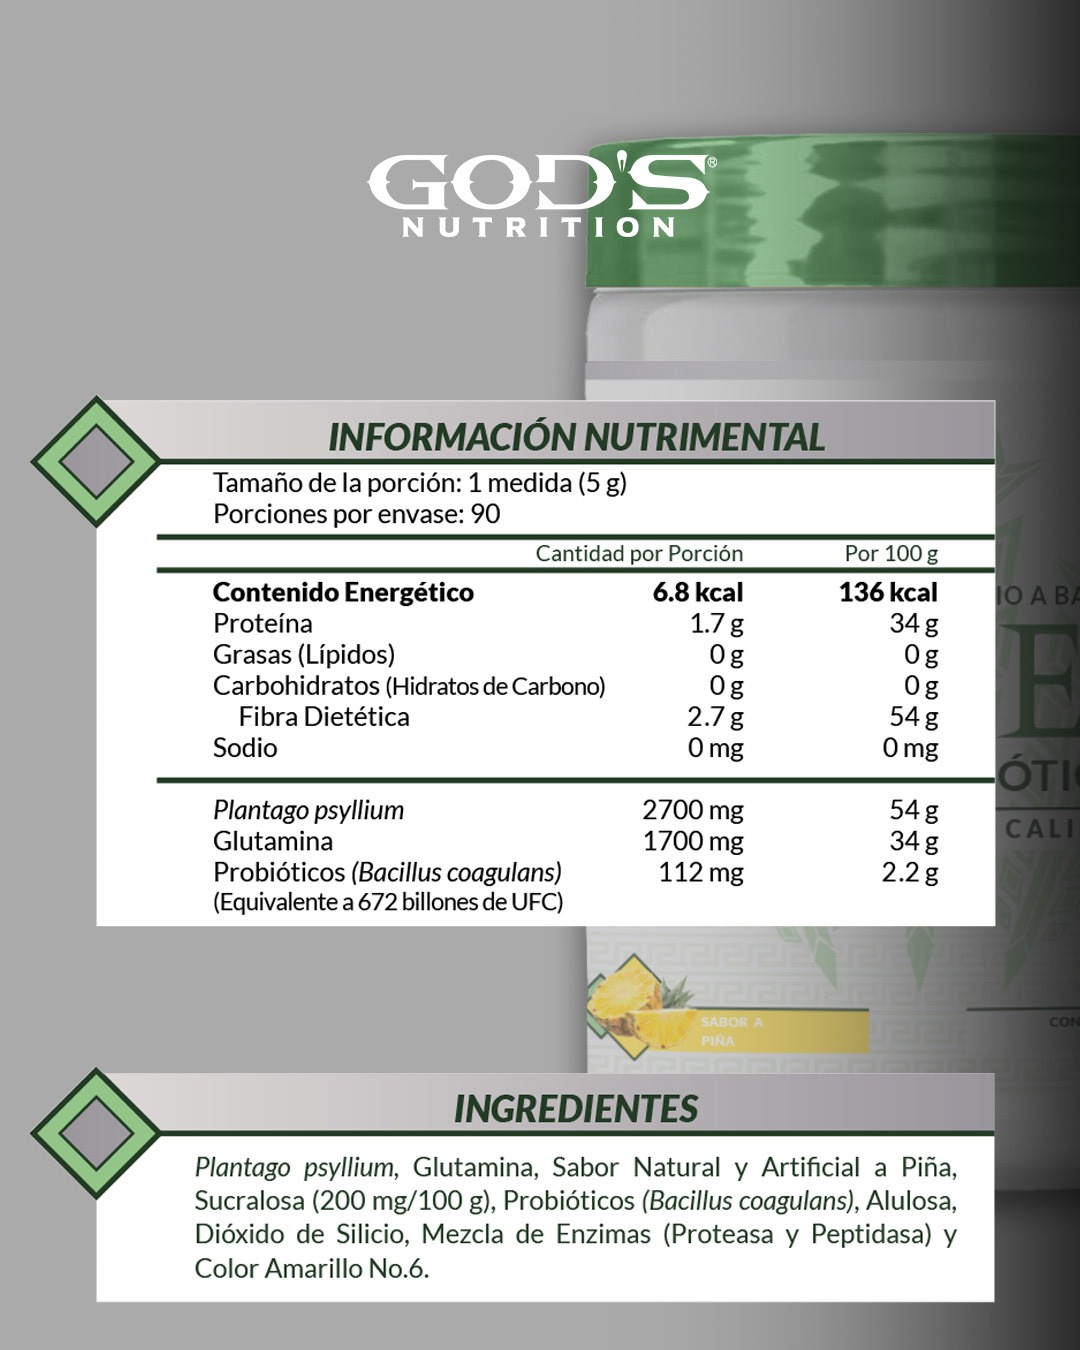 GOD'S®
NUTRITION
INFORMACIÓN NUTRIMENTAL
Tamaño de la porción: 1 medida (5 g)
Porciones por envase: 90
Cantidad por Porción Por 100 g
Contenido Energético 6.8 kcal 136 kcal
Proteína 1.7 g 34 g
Grasas (Lípidos) 0 g 0 g
Carbohidratos (Hidratos de Carbono) 0 g 0 g
Fibra Dietética 2.7 g 54 g
Sodio 0 mg 0 mg
Plantago psyllium 2700 mg 54 g
Glutamina 1700 mg 34 g
Probióticos (Bacillus coagulans) 112 mg 2.2 g
(Equivalente a 672 billones de UFC)
SABOR A
PIÑA
INGREDIENTES
Plantago psyllium, Glutamina, Sabor Natural y Artificial a Piña,
Sucralosa (200 mg/100 g), Probióticos (Bacillus coagulans), Alulosa,
Dióxido de Silicio, Mezcla de Enzimas (Proteasa y Peptidasa) y
Color Amarillo No.6.